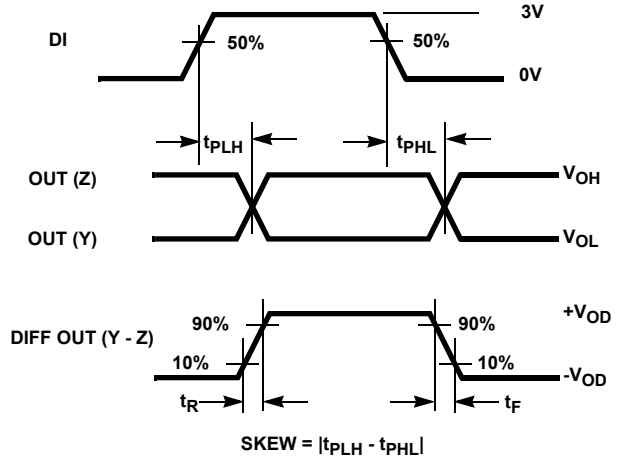 3V
DI
50%
50%
0V
tPLH
tPHL
OUT (Z)
VOH
OUT (Y)
VOL
+VOD
90%
90%
DIFF OUT (Y - Z)
10%
10%
-VOD
tR
tF
SKEW = |tPLH - tPHL|